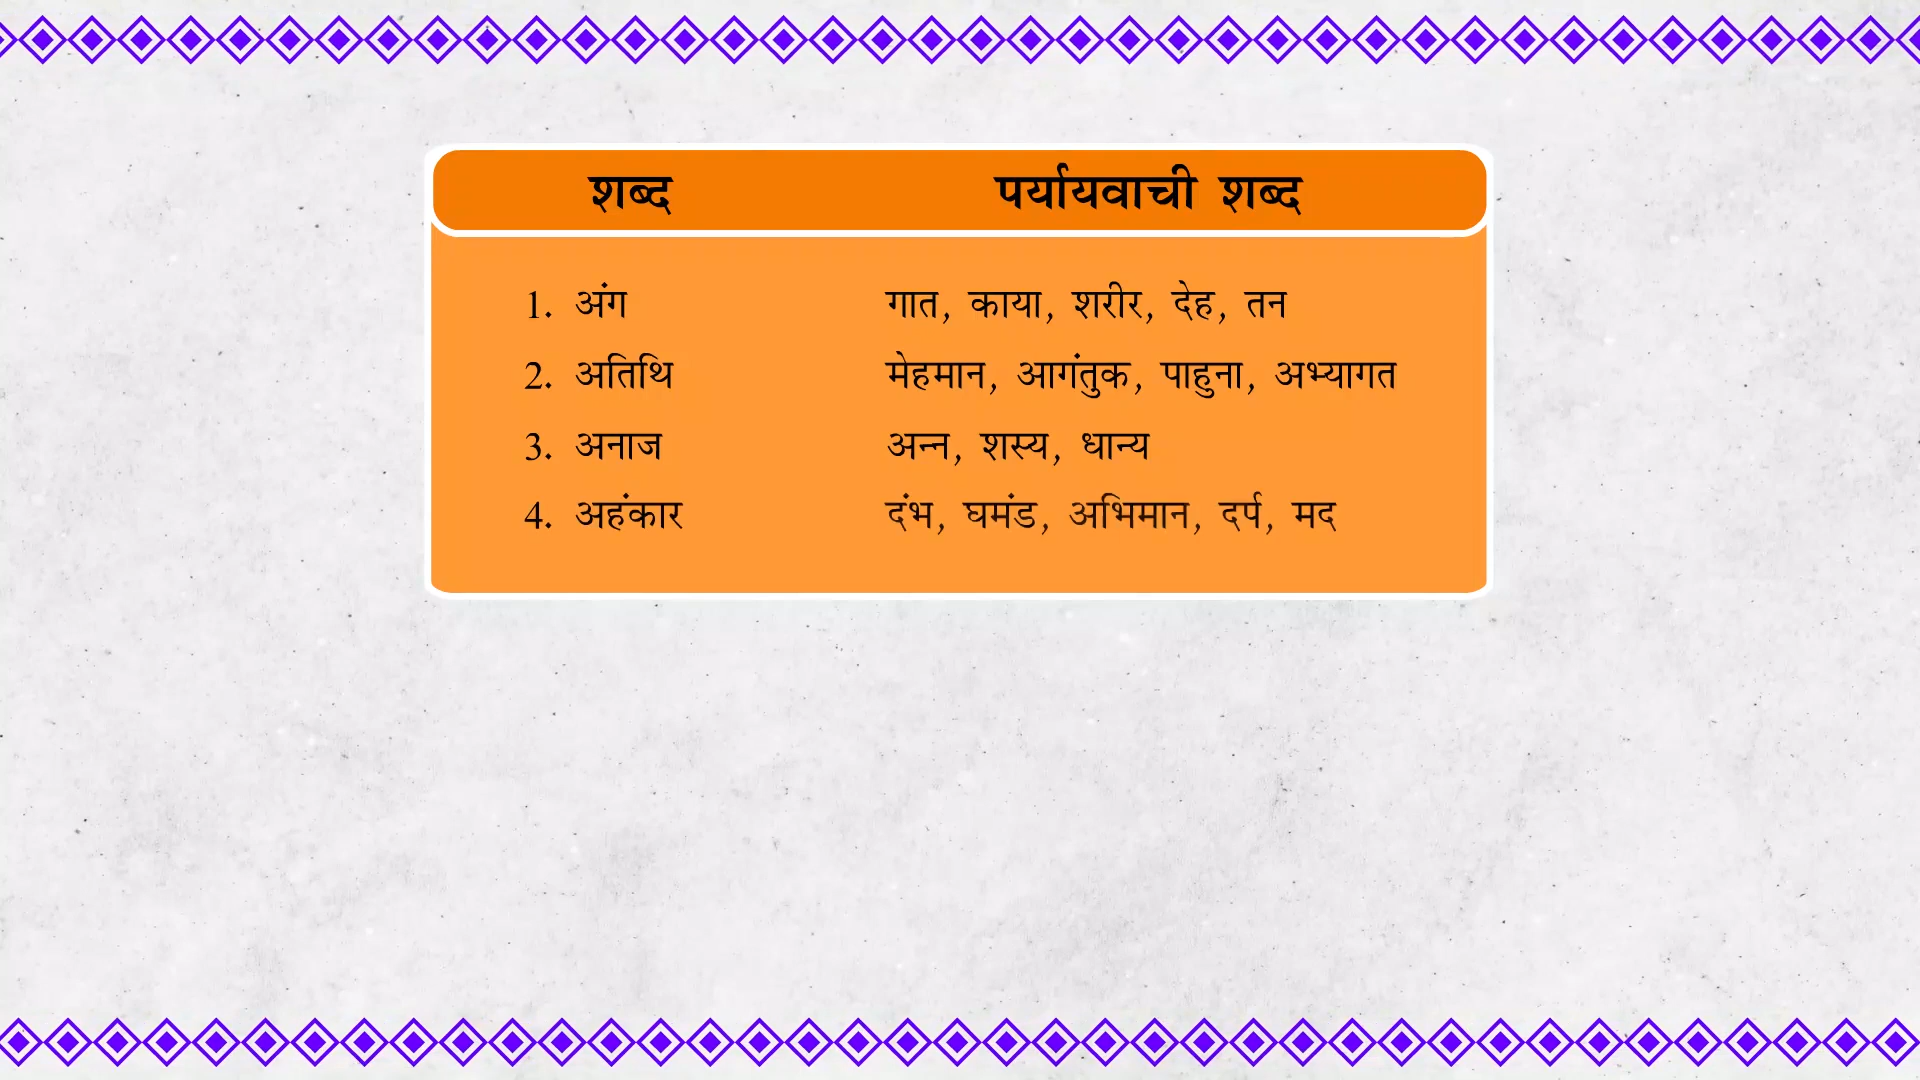 शब्द पर्यायवाची शब्द
1. अंग गात, काया, शरीर, देह, तन
2. अतिथि मेहमान, आगंतुक, पाहुना, अभ्यागत
3. अनाज अन्न, शस्य, धान्य
4. अहंकार दंभ, घमंड, अभिमान, दर्प, मद